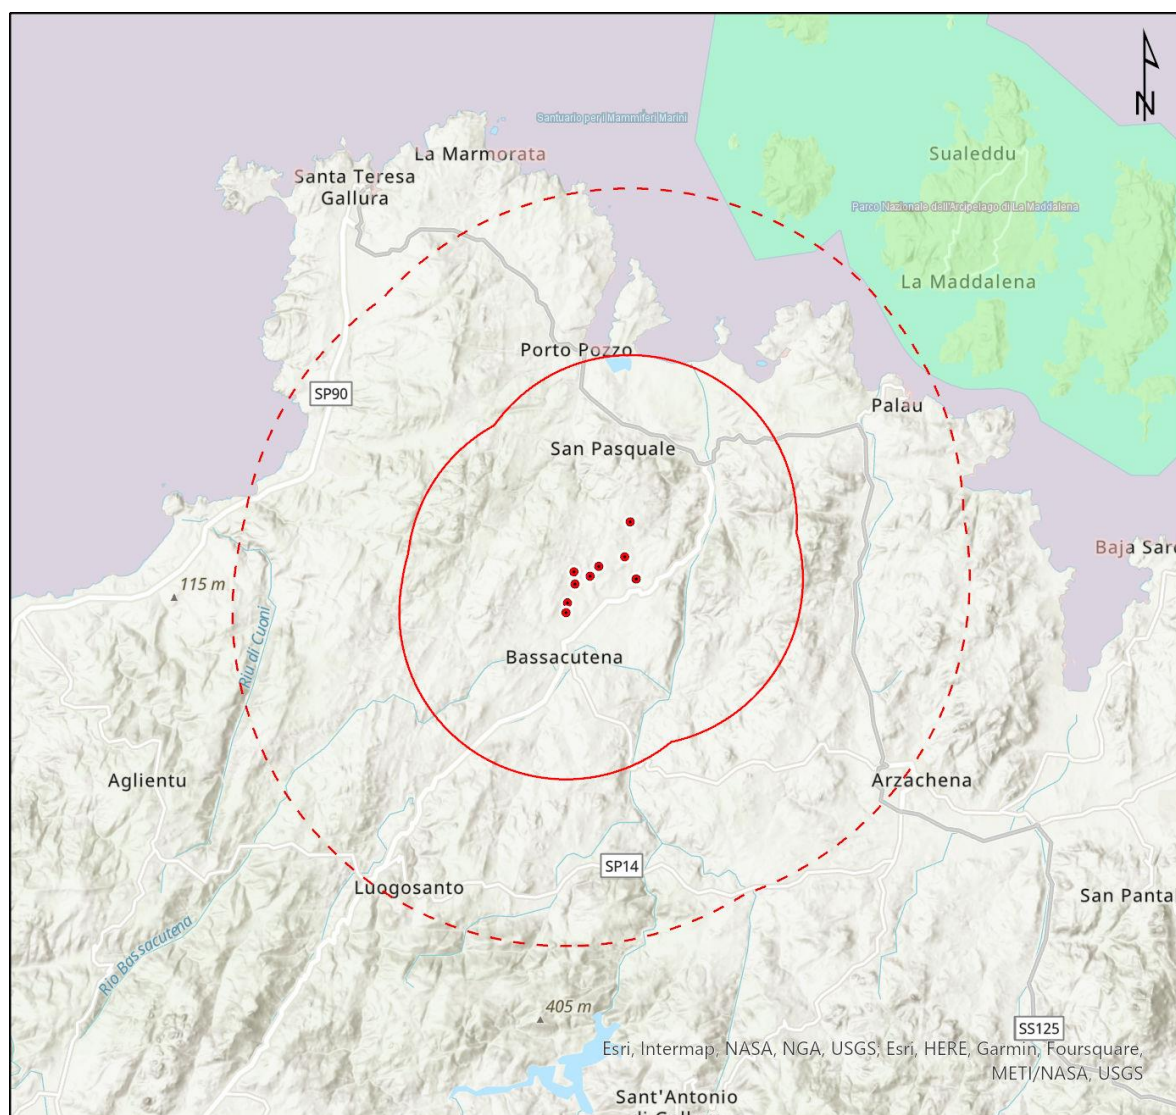 N
Santuario per i Mammiferi Marini
La Marmorata
Sualeddu
Santa Teresa
Gallura
Parco Nazionale dell'Arcipelago di La Maddalena
La Maddalena
Porto Pozzo
SP90
Palau
San Pasquale
Baja Sard
115 m
Riu di Cuoni
Bassacutena
Aglientu
Arzachena
SP14
Luogosanto
San Panta
Rio Bassacutena
405 m
SS125
Esri, Intermap, NASA, NGA, USGS; Esri, HERE, Garmin, Foursquare,
METI/NASA, USGS
Sant'Antonio